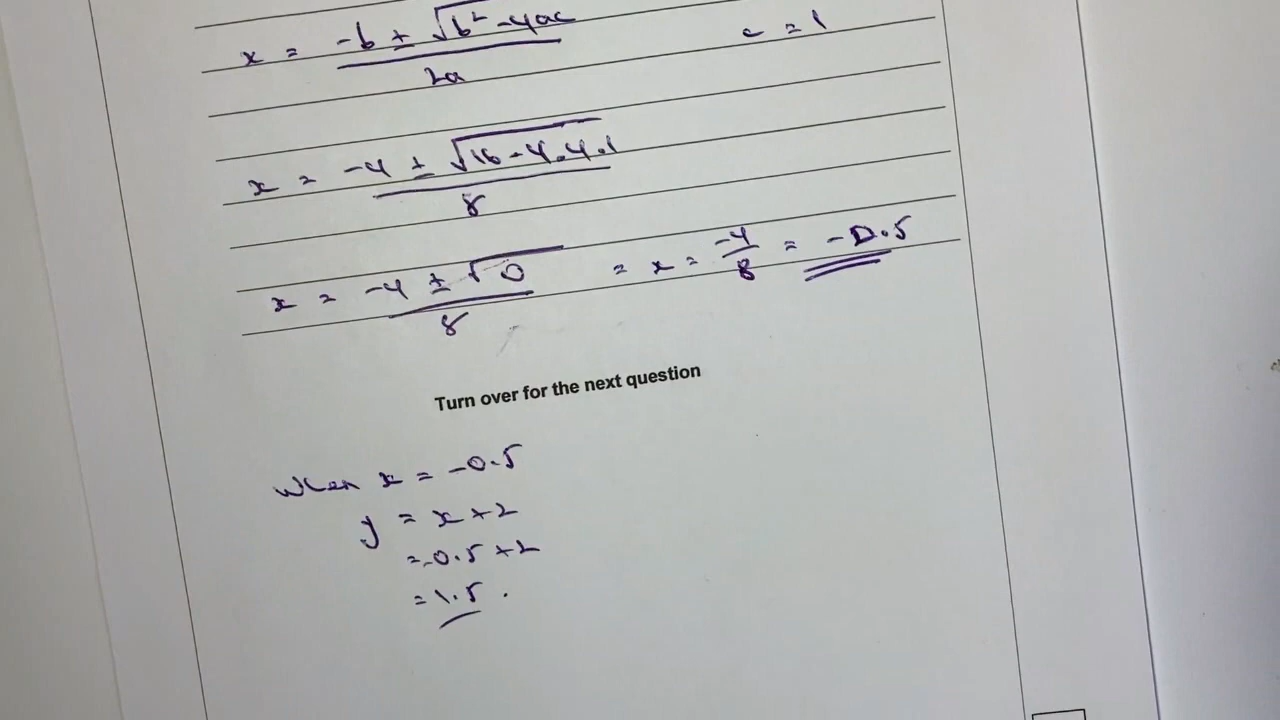 x = -b ± √b² - 4ac / 2a
c = 1
x = -4 ± √16 - 4.4.1 / 8
x = -4 ± √0 / 8 = x = -4/8 = -0.5
Turn over for the next question
When x = -0.5
y = x + 2
= -0.5 + 2
= 1.5.